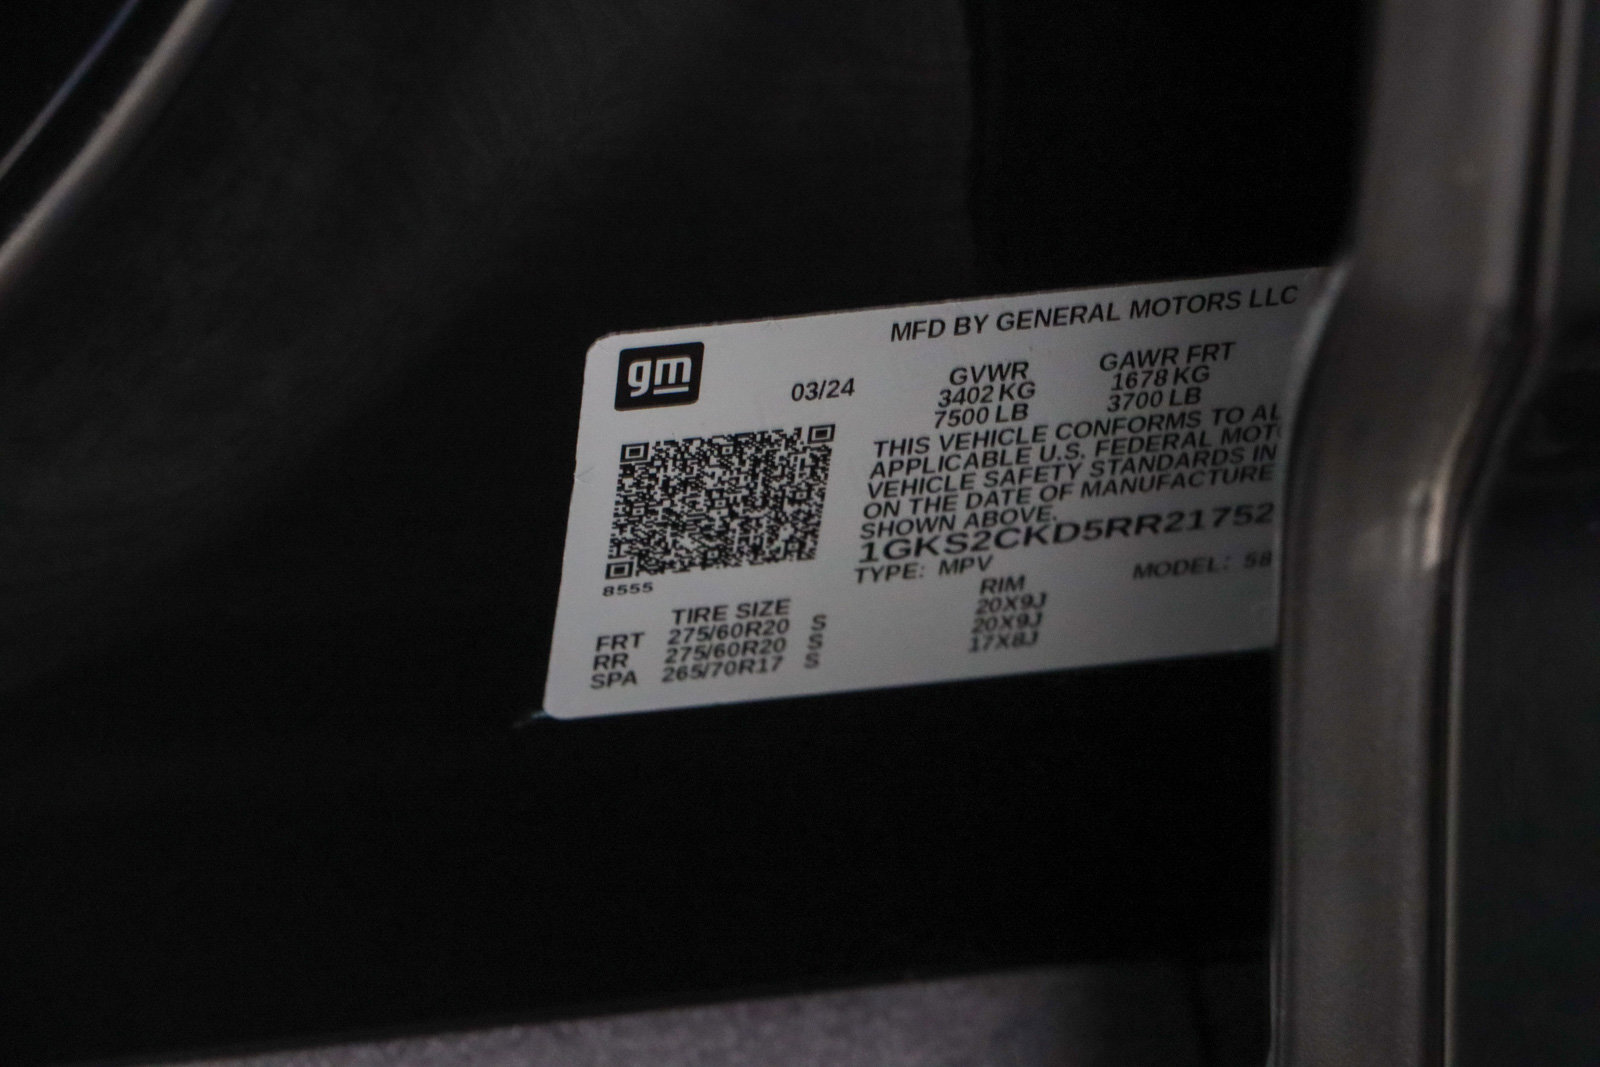 gm
MFD BY GENERAL MOTORS LLC
03/24
GVWR GAWR FRT
3402 KG 1678 KG
7500 LB 3700 LB
THIS VEHICLE CONFORMS TO AL
APPLICABLE U.S. FEDERAL MOT
VEHICLE SAFETY STANDARDS IN
ON THE DATE OF MANUFACTURE
SHOWN ABOVE.
1GKS2CKD5RR21752
TYPE: MPV MODEL: 58
8555
TIRE SIZE RIM
FRT 275/60R20 S 20X9J
RR 275/60R20 S 20X9J
SPA 265/70R17 S 17X8J